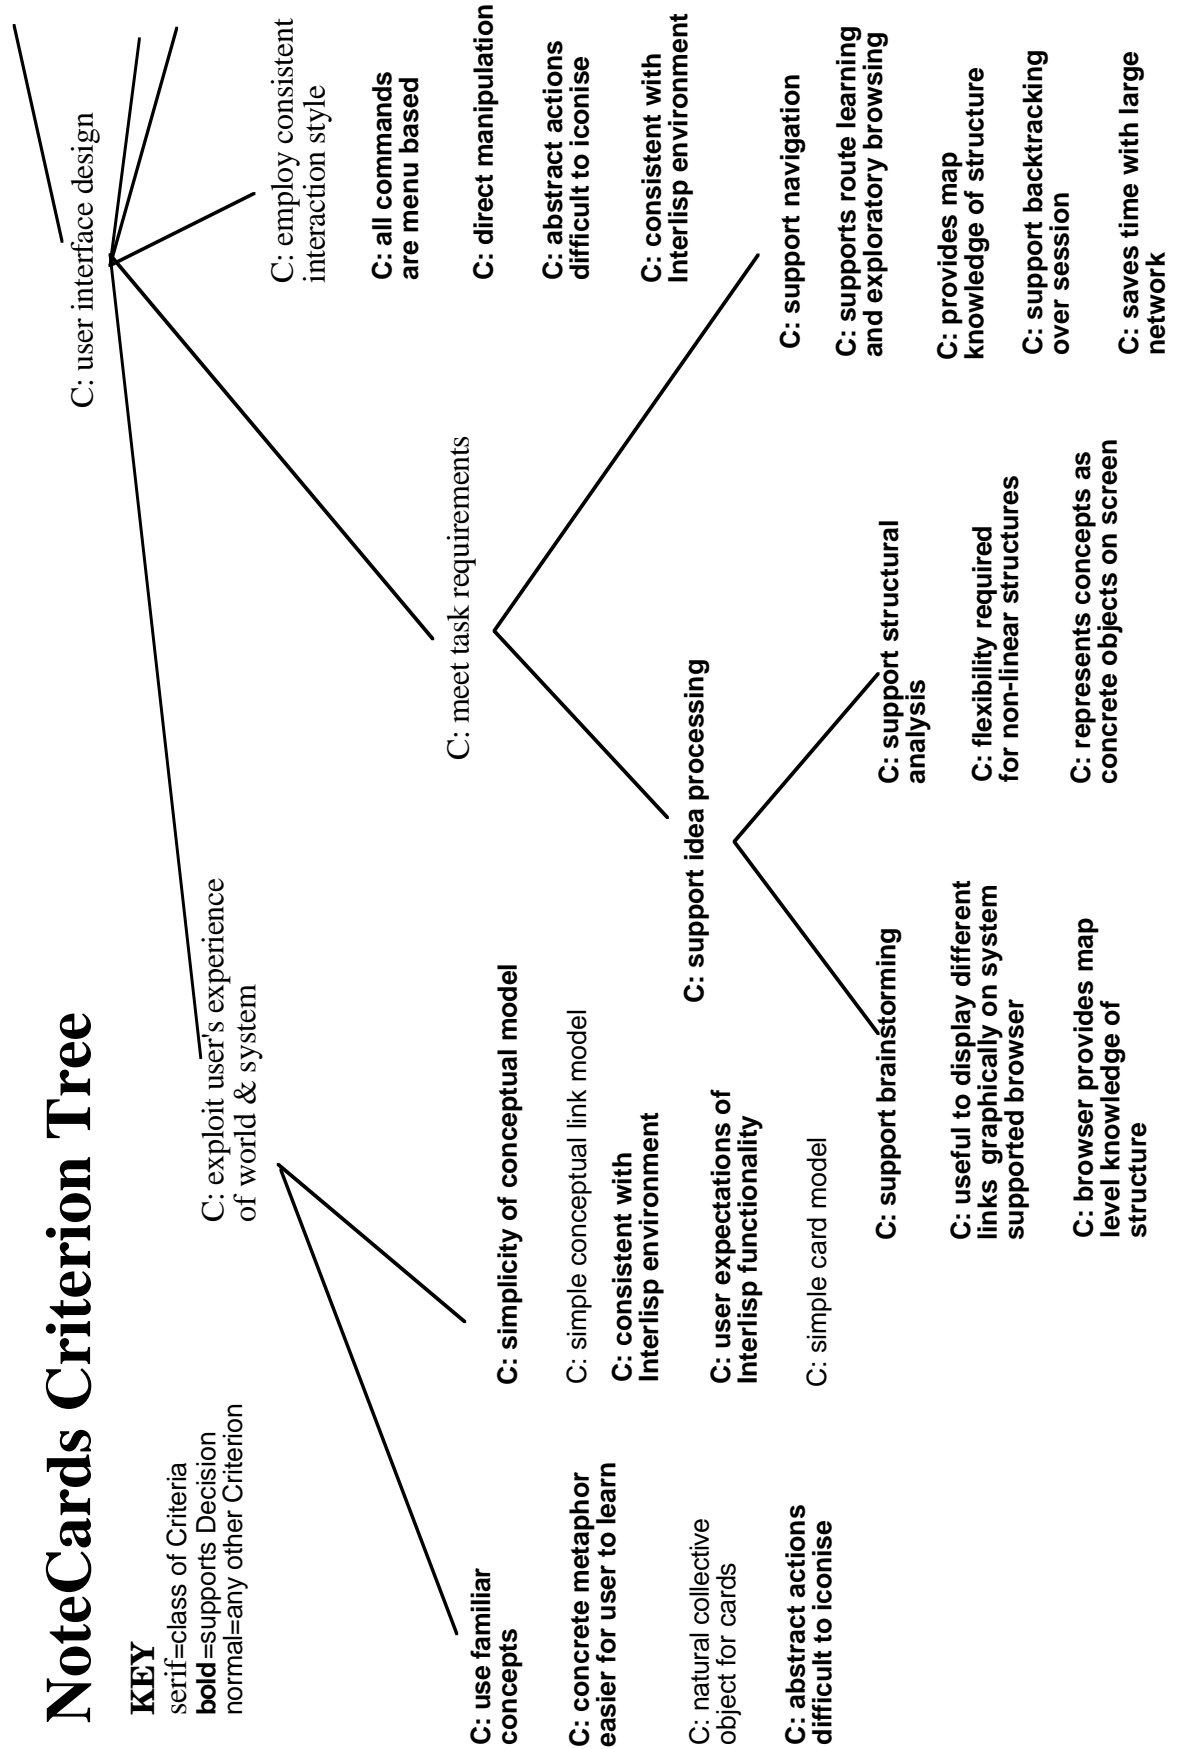 NoteCards Criterion Tree
KEY
serif=class of Criteria
bold=supports Decision
normal=any other Criterion
C: user interface design
C: exploit user's experience
of world & system
C: use familiar
concepts
C: concrete metaphor
easier for user to learn
C: natural collective
object for cards
C: abstract actions
difficult to iconise
C: simplicity of conceptual model
C: simple conceptual link model
C: consistent with
Interlisp environment
C: user expectations of
Interlisp functionality
C: simple card model
C: meet task requirements
C: support idea processing
C: support brainstorming
C: useful to display different
links graphically on system
supported browser
C: browser provides map
level knowledge of
structure
C: support structural
analysis
C: flexibility required
for non-linear structures
C: represents concepts as
concrete objects on screen
C: support navigation
C: supports route learning
and exploratory browsing
C: provides map
knowledge of structure
C: support backtracking
over session
C: saves time with large
network
C: employ consistent
interaction style
C: all commands
are menu based
C: direct manipulation
C: abstract actions
difficult to iconise
C: consistent with
Interlisp environment